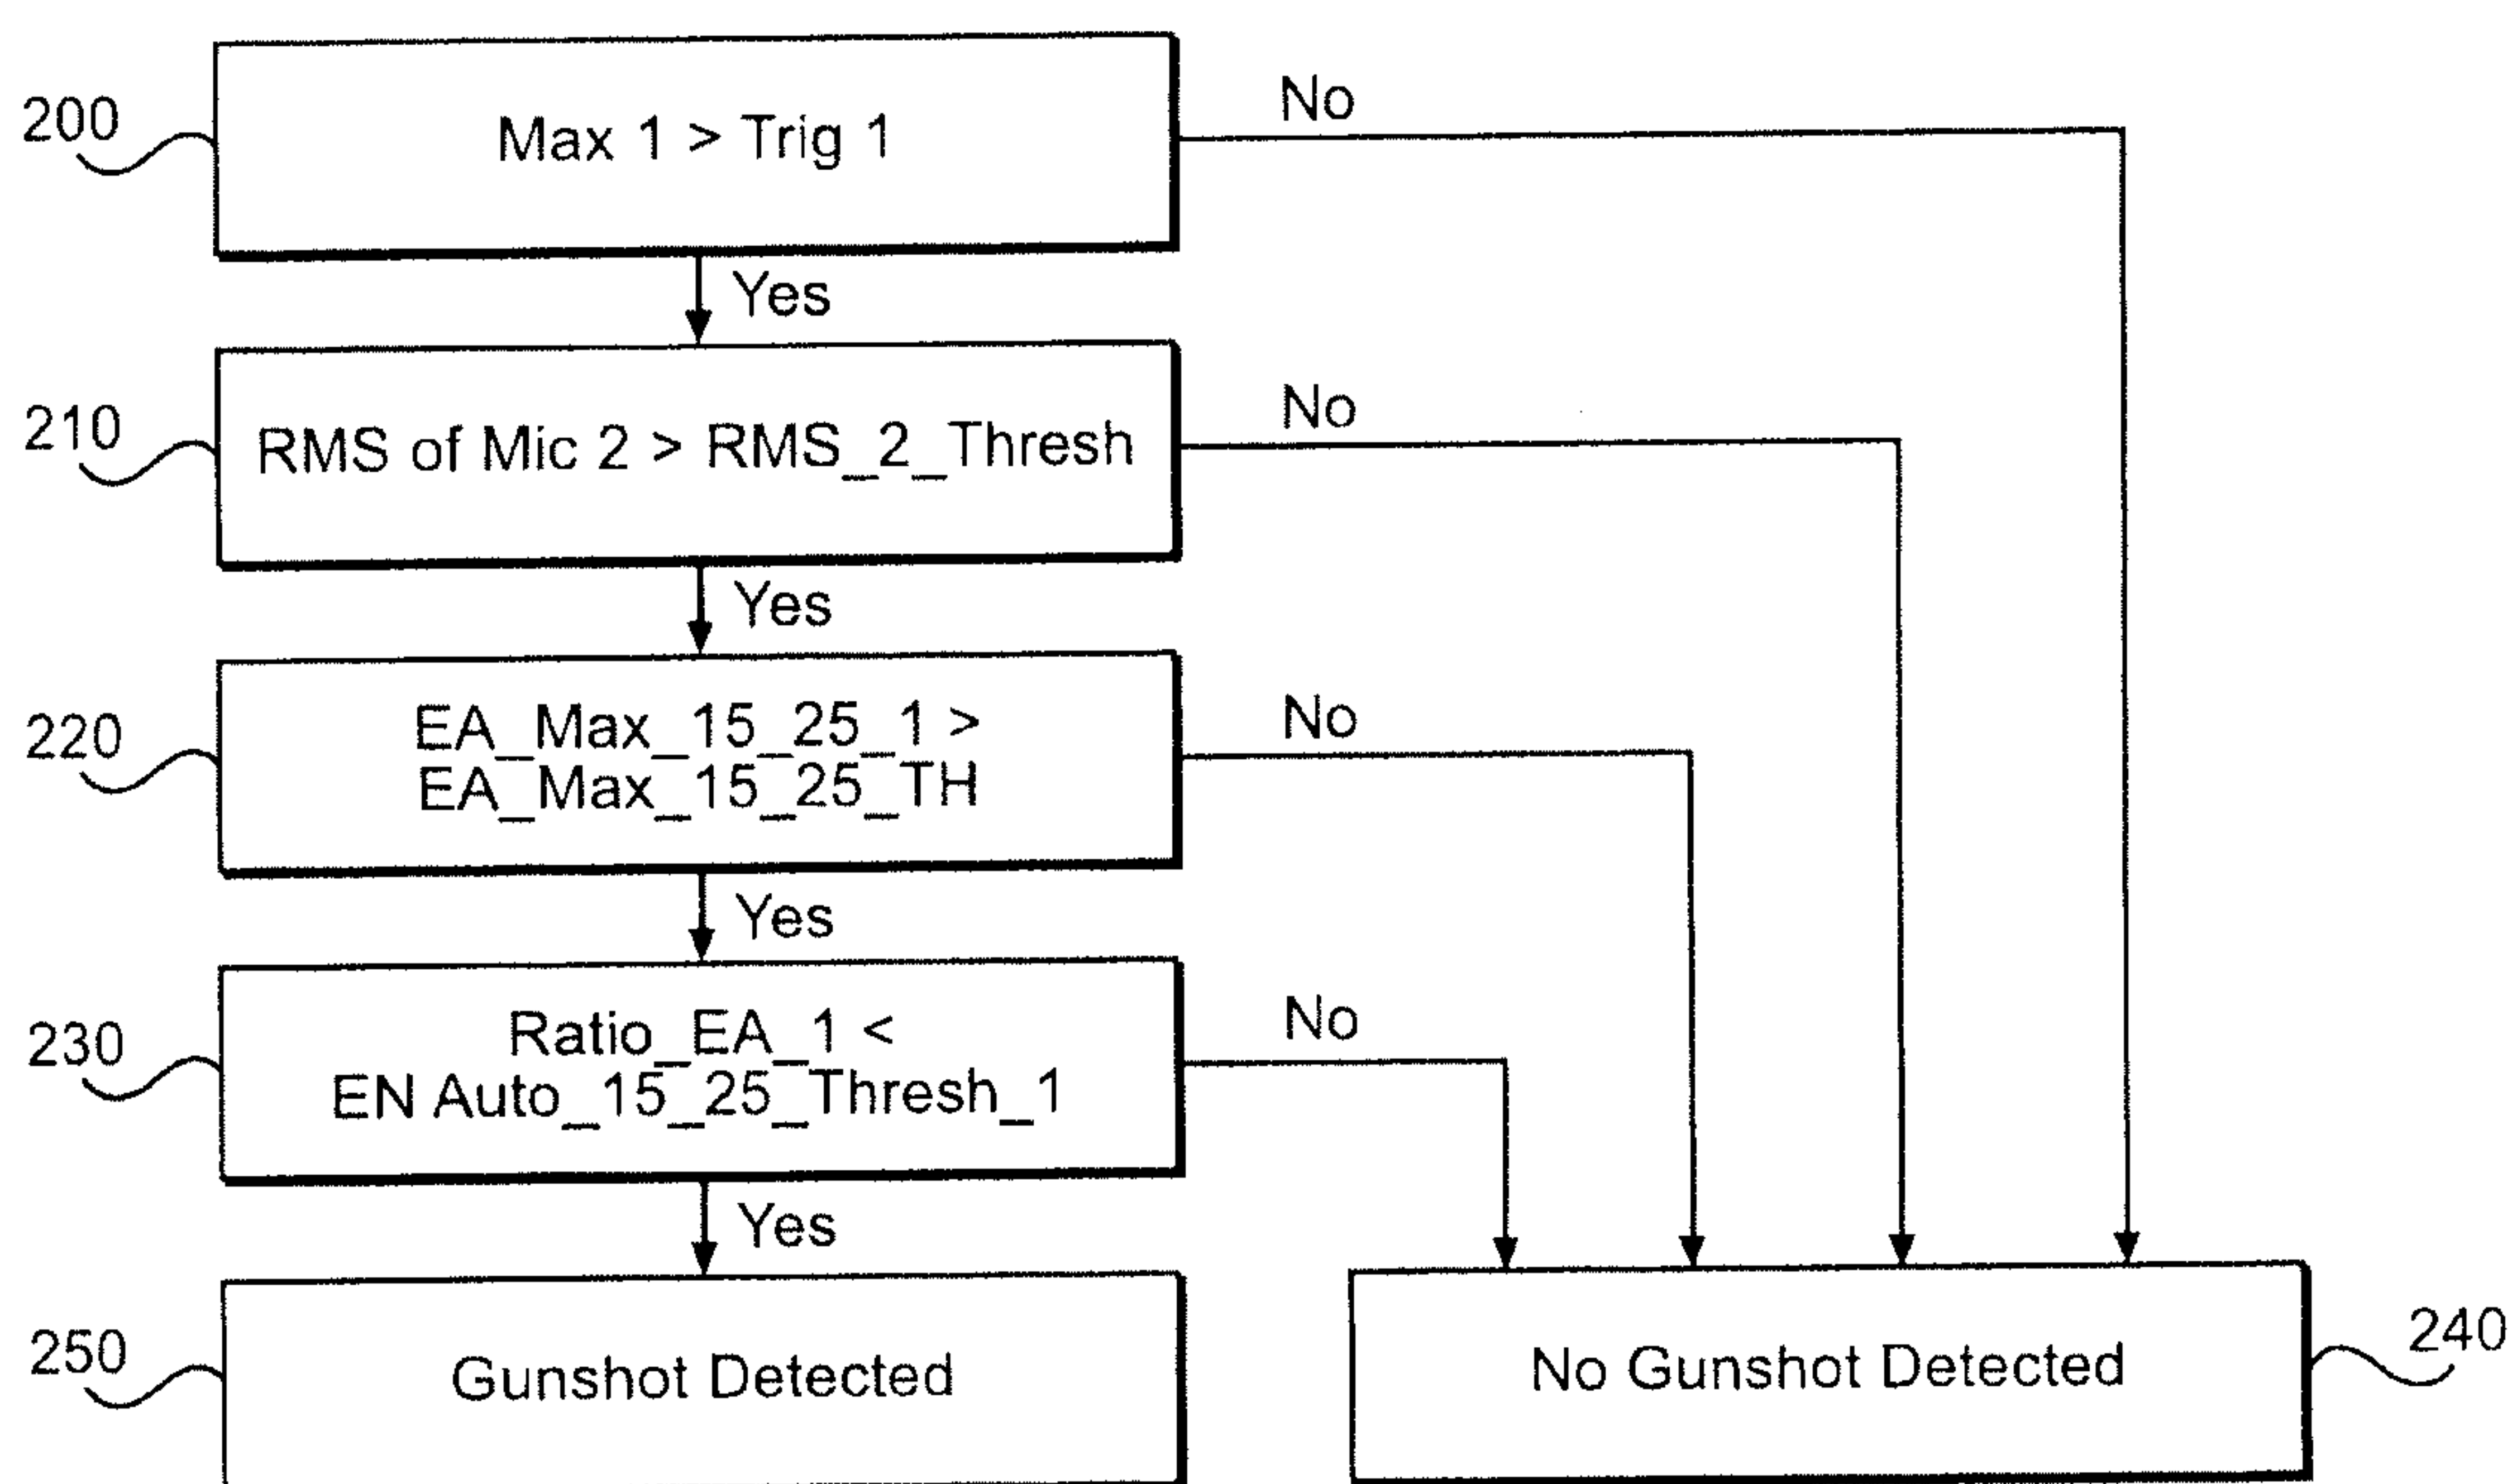 200
Max 1 > Trig 1
No
Yes
210
RMS of Mic 2 > RMS_2_Thresh
No
Yes
220
EA_Max_15_25_1 >
EA_Max_15_25_TH
No
Yes
230
Ratio_EA_1 <
EN Auto_15_25_Thresh_1
No
Yes
250
Gunshot Detected
No Gunshot Detected
240